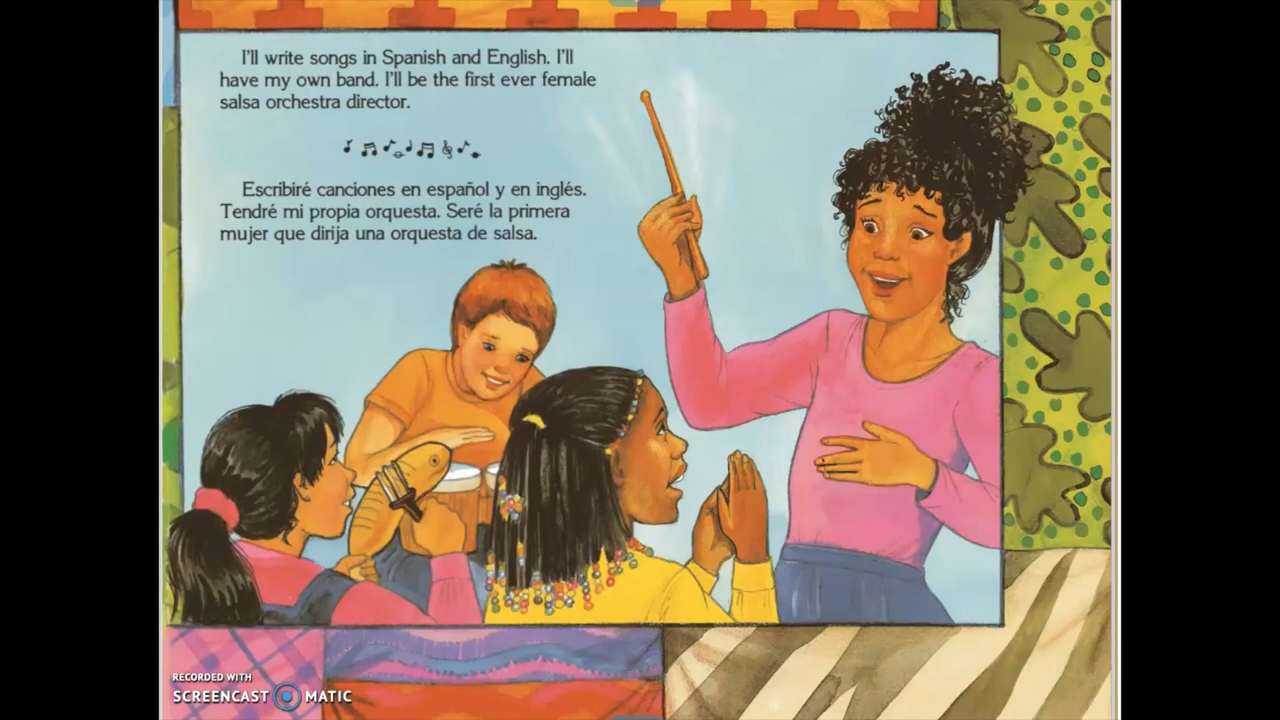 I'll write songs in Spanish and English. I'll
have my own band. I'll be the first ever female
salsa orchestra director.
Escribiré canciones en español y en inglés.
Tendré mi propia orquesta. Seré la primera
mujer que dirija una orquesta de salsa.
RECORDED WITH
SCREENCAST MATIC